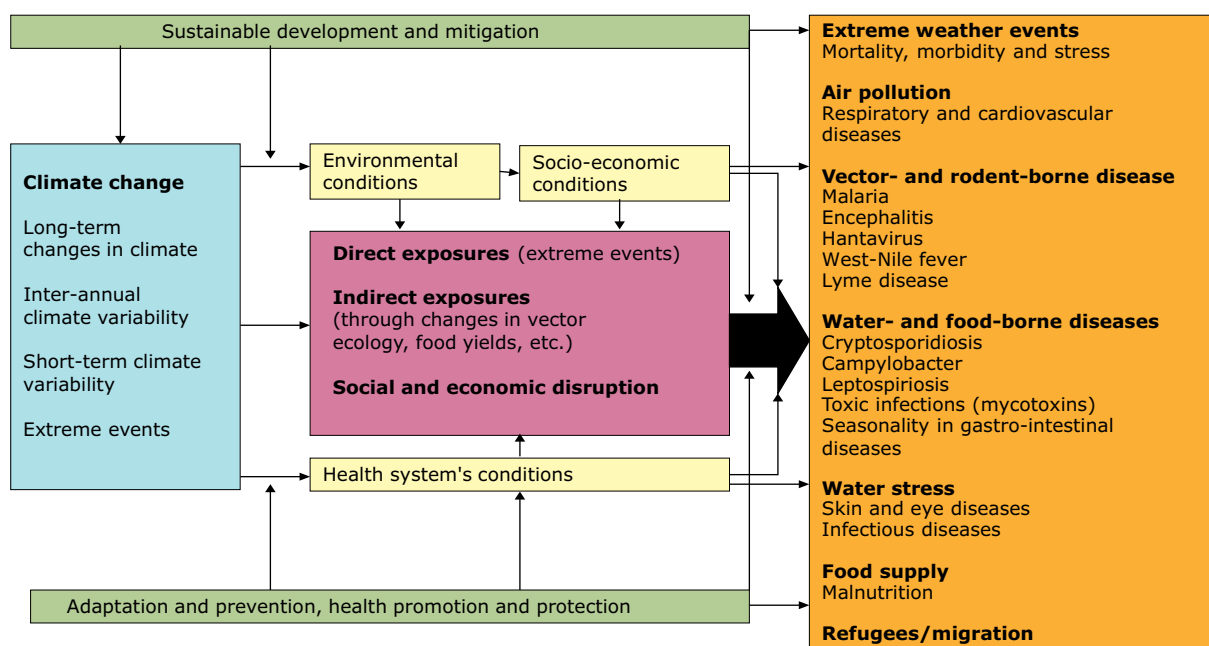 Sustainable development and mitigation
Climate change
Long-term
changes in climate
Inter-annual
climate variability
Short-term climate
variability
Extreme events
Environmental
conditions
Socio-economic
conditions
Direct exposures (extreme events)
Indirect exposures
(through changes in vector
ecology, food yields, etc.)
Social and economic disruption
Health system's conditions
Adaptation and prevention, health promotion and protection
Extreme weather events
Mortality, morbidity and stress
Air pollution
Respiratory and cardiovascular
diseases
Vector- and rodent-borne disease
Malaria
Encephalitis
Hantavirus
West-Nile fever
Lyme disease
Water- and food-borne diseases
Cryptosporidiosis
Campylobacter
Leptospiriosis
Toxic infections (mycotoxins)
Seasonality in gastro-intestinal
diseases
Water stress
Skin and eye diseases
Infectious diseases
Food supply
Malnutrition
Refugees/migration